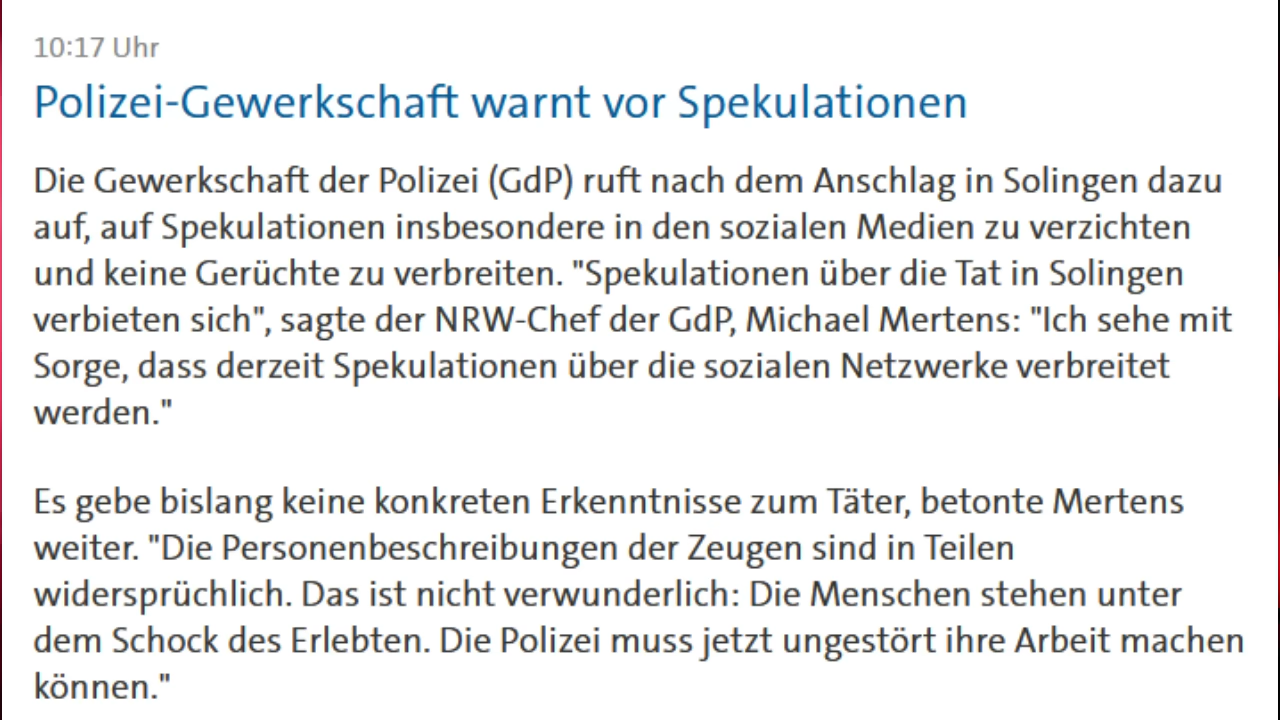 10:17 Uhr
Polizei-Gewerkschaft warnt vor Spekulationen
Die Gewerkschaft der Polizei (GdP) ruft nach dem Anschlag in Solingen dazu
auf, auf Spekulationen insbesondere in den sozialen Medien zu verzichten
und keine Gerüchte zu verbreiten. "Spekulationen über die Tat in Solingen
verbieten sich", sagte der NRW-Chef der GdP, Michael Mertens: "Ich sehe mit
Sorge, dass derzeit Spekulationen über die sozialen Netzwerke verbreitet
werden."
Es gebe bislang keine konkreten Erkenntnisse zum Täter, betonte Mertens
weiter. "Die Personenbeschreibungen der Zeugen sind in Teilen
widersprüchlich. Das ist nicht verwunderlich: Die Menschen stehen unter
dem Schock des Erlebten. Die Polizei muss jetzt ungestört ihre Arbeit machen
können."